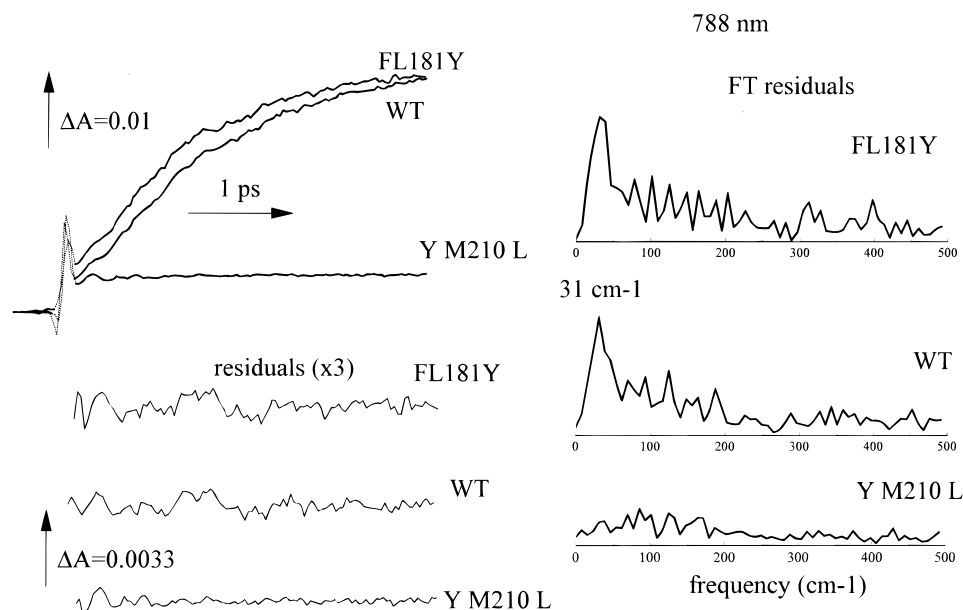 FL181Y
WT
ΔA=0.01
1 ps
Y M210 L
residuals (x3)
FL181Y
WT
ΔA=0.0033
Y M210 L
788 nm
FT residuals
FL181Y
0 100 200 300 400 500
31 cm-1
WT
0 100 200 300 400 500
Y M210 L
0 100 200 300 400 500
frequency (cm-1)